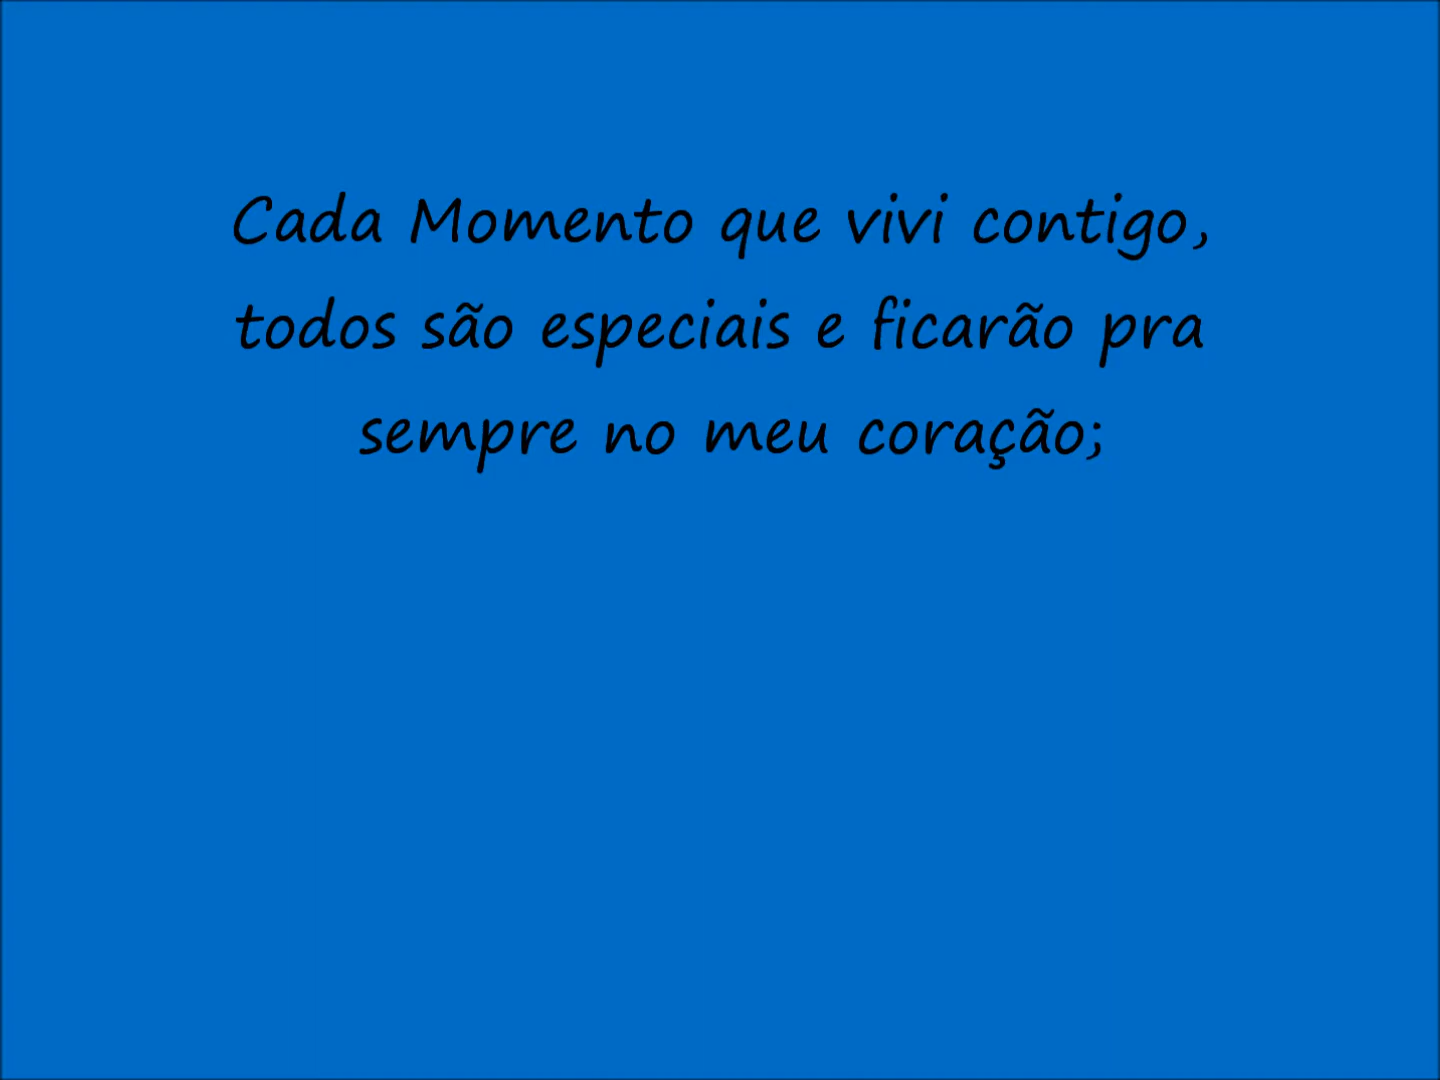 Cada Momento que vivi contigo,
todos são especiais e ficarão pra
sempre no meu coração;